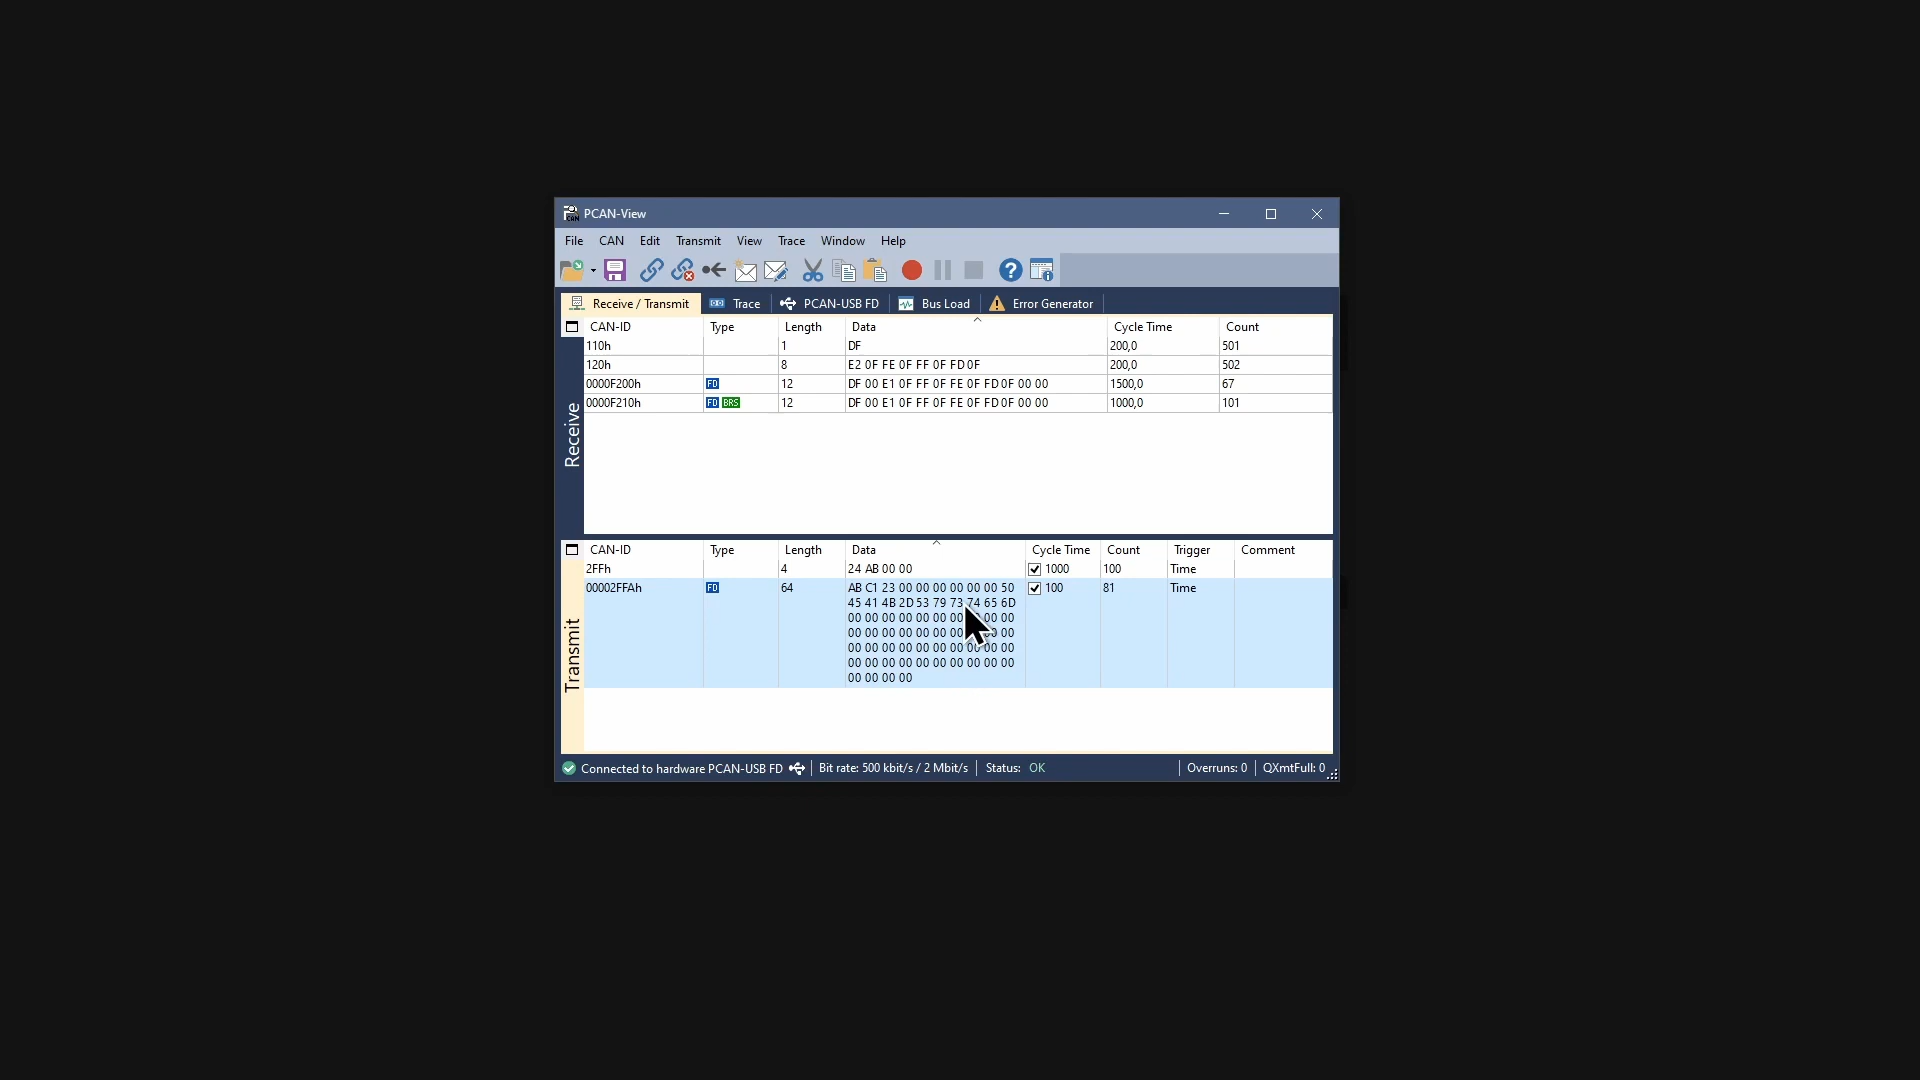 PCAN-View
File CAN Edit Transmit View Trace Window Help
Receive / Transmit Trace PCAN-USB FD Bus Load Error Generator
CAN-ID Type Length Data Cycle Time Count
110h 1 DF 200,0 501
120h 8 E2 0F FE 0F FF 0F FD 0F 200,0 502
0000F200h FD 12 DF 00 E1 0F FF 0F FE 0F FD 0F 00 00 1500,0 67
0000F210h FD BRS 12 DF 00 E1 0F FF 0F FE 0F FD 0F 00 00 1000,0 101
Receive
CAN-ID Type Length Data Cycle Time Count Trigger Comment
2FFh 4 24 AB 00 00 1000 100 Time
00002FFAh FD 64 AB C1 23 00 00 00 00 00 00 50 100 81 Time
45 41 4B 2D 53 79 73 74 65 6D
00 00 00 00 00 00 00 00 00
00 00 00 00 00 00 00 00
00 00 00 00 00 00 00 00 00 00
00 00 00 00 00 00 00 00 00 00
00 00 00 00
Transmit
Connected to hardware PCAN-USB FD Bit rate: 500 kbit/s / 2 Mbit/s Status: OK Overruns: 0 QXmtFull: 0